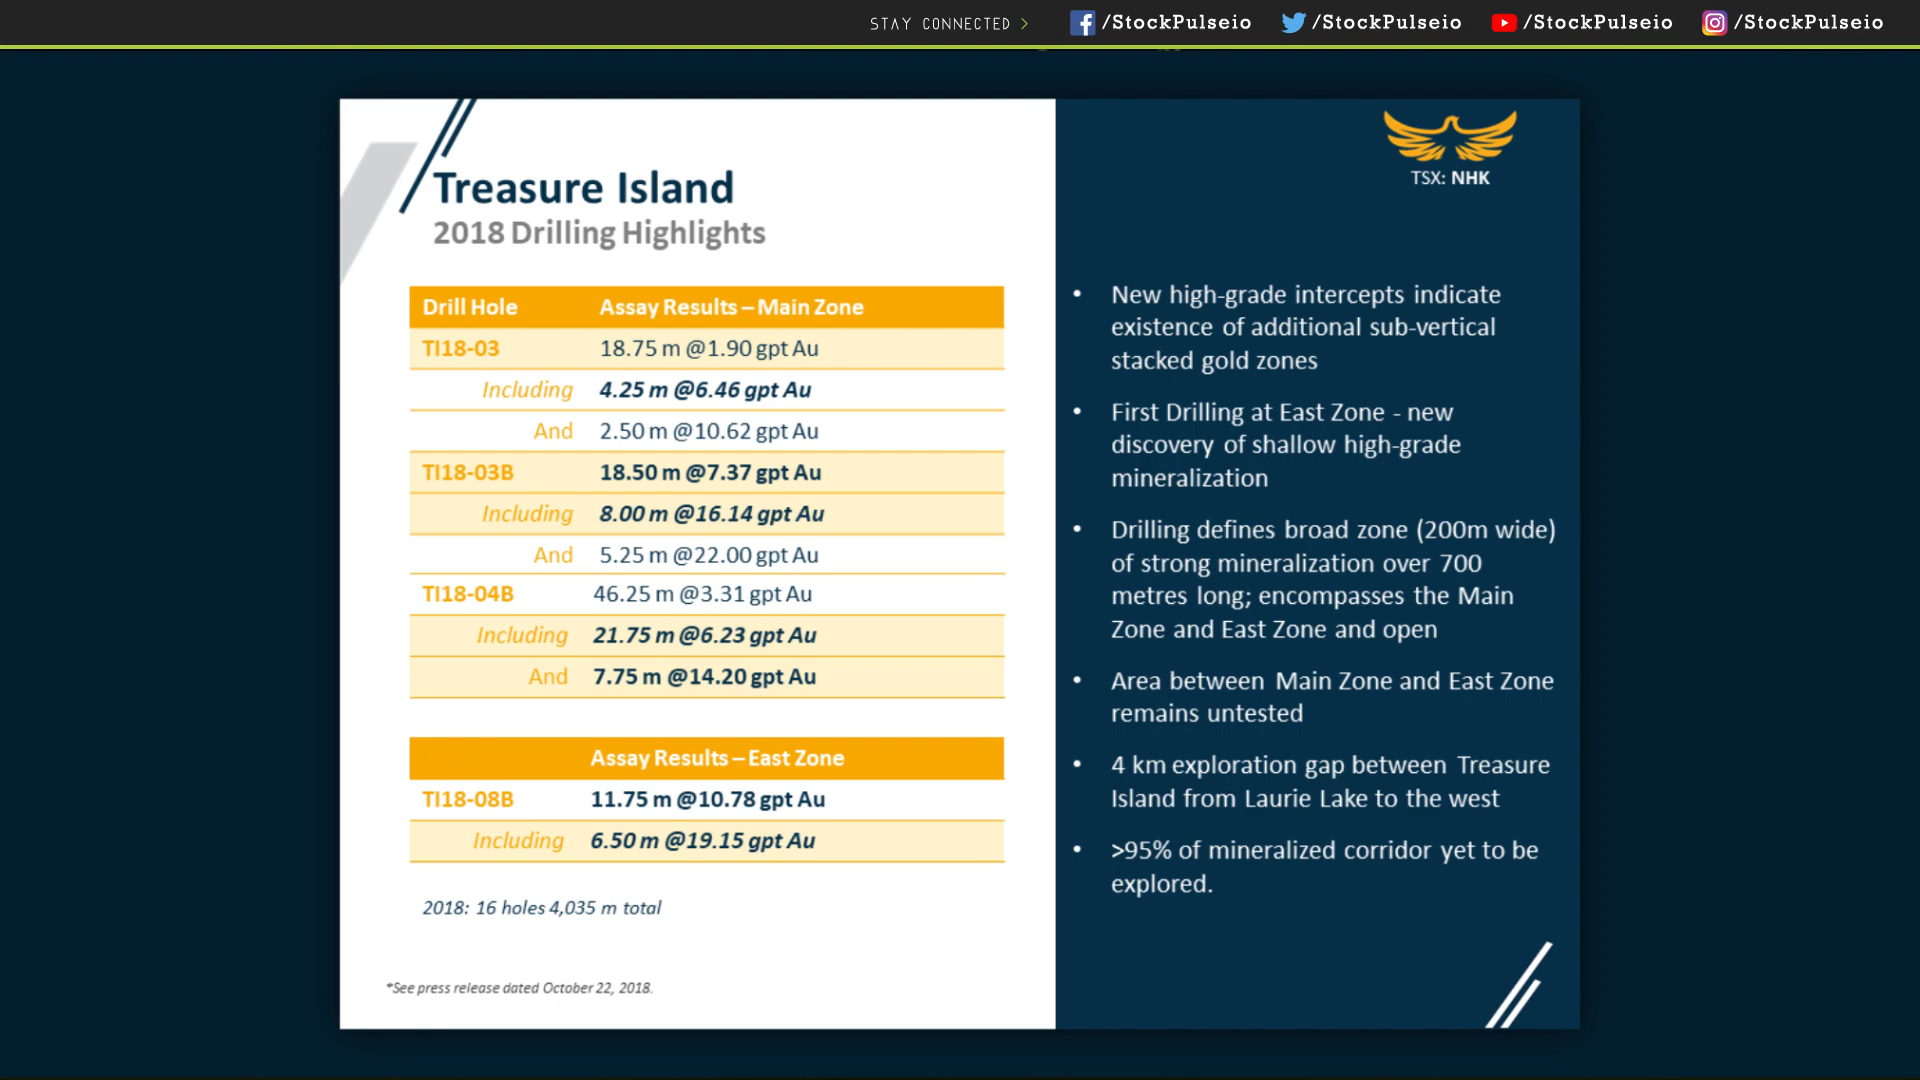 STAY CONNECTED > /StockPulseio /StockPulseio /StockPulseio /StockPulseio
TSX: NHK
Treasure Island
2018 Drilling Highlights
Drill Hole Assay Results – Main Zone
TI18-03 18.75 m @1.90 gpt Au
Including 4.25 m @6.46 gpt Au
And 2.50 m @10.62 gpt Au
TI18-03B 18.50 m @7.37 gpt Au
Including 8.00 m @16.14 gpt Au
And 5.25 m @22.00 gpt Au
TI18-04B 46.25 m @3.31 gpt Au
Including 21.75 m @6.23 gpt Au
And 7.75 m @14.20 gpt Au
Assay Results – East Zone
TI18-08B 11.75 m @10.78 gpt Au
Including 6.50 m @19.15 gpt Au
2018: 16 holes 4,035 m total
*See press release dated October 22, 2018.
• New high-grade intercepts indicate
existence of additional sub-vertical
stacked gold zones
• First Drilling at East Zone - new
discovery of shallow high-grade
mineralization
• Drilling defines broad zone (200m wide)
of strong mineralization over 700
metres long; encompasses the Main
Zone and East Zone and open
• Area between Main Zone and East Zone
remains untested
• 4 km exploration gap between Treasure
Island from Laurie Lake to the west
• >95% of mineralized corridor yet to be
explored.